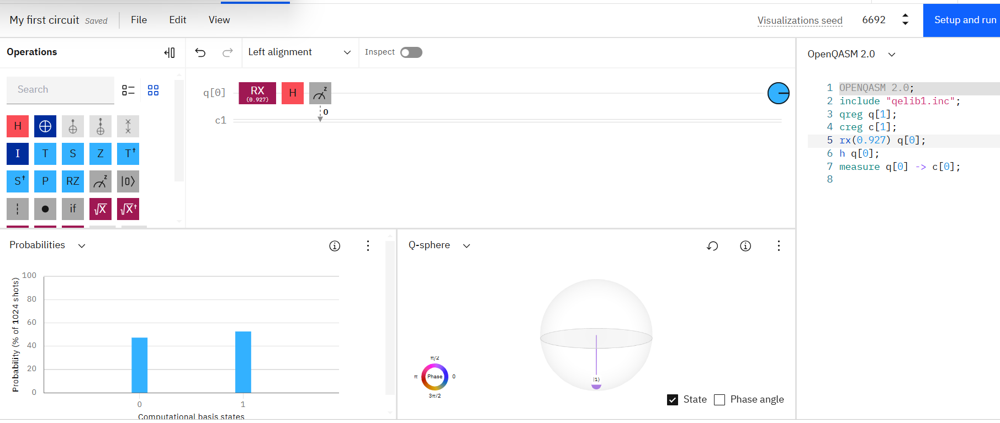 My first circuit Saved File Edit View Visualizations seed 6692 Setup and run
Operations Left alignment Inspect OpenQASM 2.0
Search
H
I T S Z T†
S† P RZ z |0⟩
if √X √X†
q[0] RX (0.927) H z
0
c1
1 OPENQASM 2.0;
2 include "qelib1.inc";
3 qreg q[1];
4 creg c[1];
5 rx(0.927) q[0];
6 h q[0];
7 measure q[0] -> c[0];
8
Probabilities
Probability (% of 1024 shots)
100
80
60
40
20
0
0 1
Computational basis states
Q-sphere
|1⟩
π/2
π Phase 0
3π/2
State Phase angle